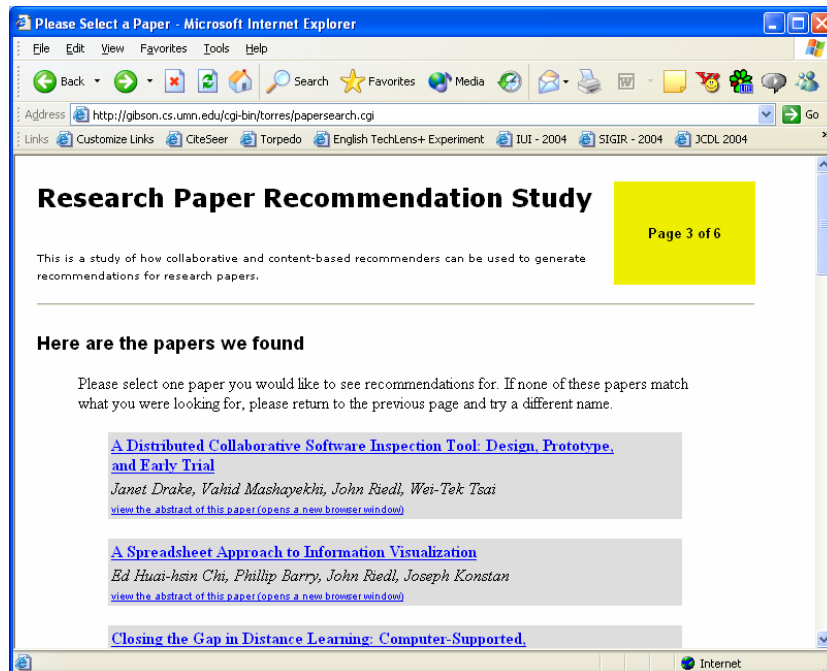 Please Select a Paper - Microsoft Internet Explorer
File Edit View Favorites Tools Help
Back Search Favorites Media
Address http://gibson.cs.umn.edu/cgi-bin/torres/papersearch.cgi Go
Links Customize Links CiteSeer Torpedo English TechLens+ Experiment IUI - 2004 SIGIR - 2004 JCDL 2004 »
Research Paper Recommendation Study
Page 3 of 6
This is a study of how collaborative and content-based recommenders can be used to generate
recommendations for research papers.
Here are the papers we found
Please select one paper you would like to see recommendations for. If none of these papers match
what you were looking for, please return to the previous page and try a different name.
A Distributed Collaborative Software Inspection Tool: Design, Prototype,
and Early Trial
Janet Drake, Vahid Mashayekhi, John Riedl, Wei-Tek Tsai
view the abstract of this paper (opens a new browser window)
A Spreadsheet Approach to Information Visualization
Ed Huai-hsin Chi, Phillip Barry, John Riedl, Joseph Konstan
view the abstract of this paper (opens a new browser window)
Closing the Gap in Distance Learning: Computer-Supported,
Internet